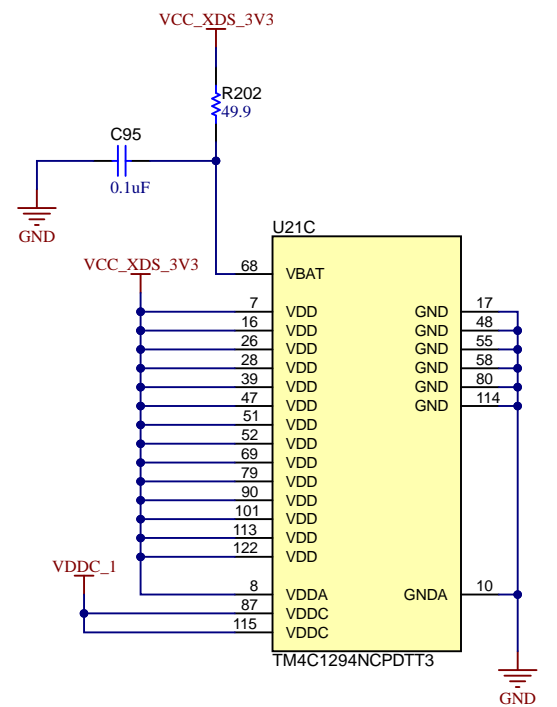 VCC_XDS_3V3
R202
49.9
C95
0.1uF
GND
U21C
VCC_XDS_3V3
68 VBAT
7 VDD GND 17
16 VDD GND 48
26 VDD GND 55
28 VDD GND 58
39 VDD GND 80
47 VDD GND 114
51 VDD
52 VDD
69 VDD
79 VDD
90 VDD
101 VDD
113 VDD
122 VDD
VDDC_1
8 VDDA GNDA 10
87 VDDC
115 VDDC
TM4C1294NCPDTT3
GND